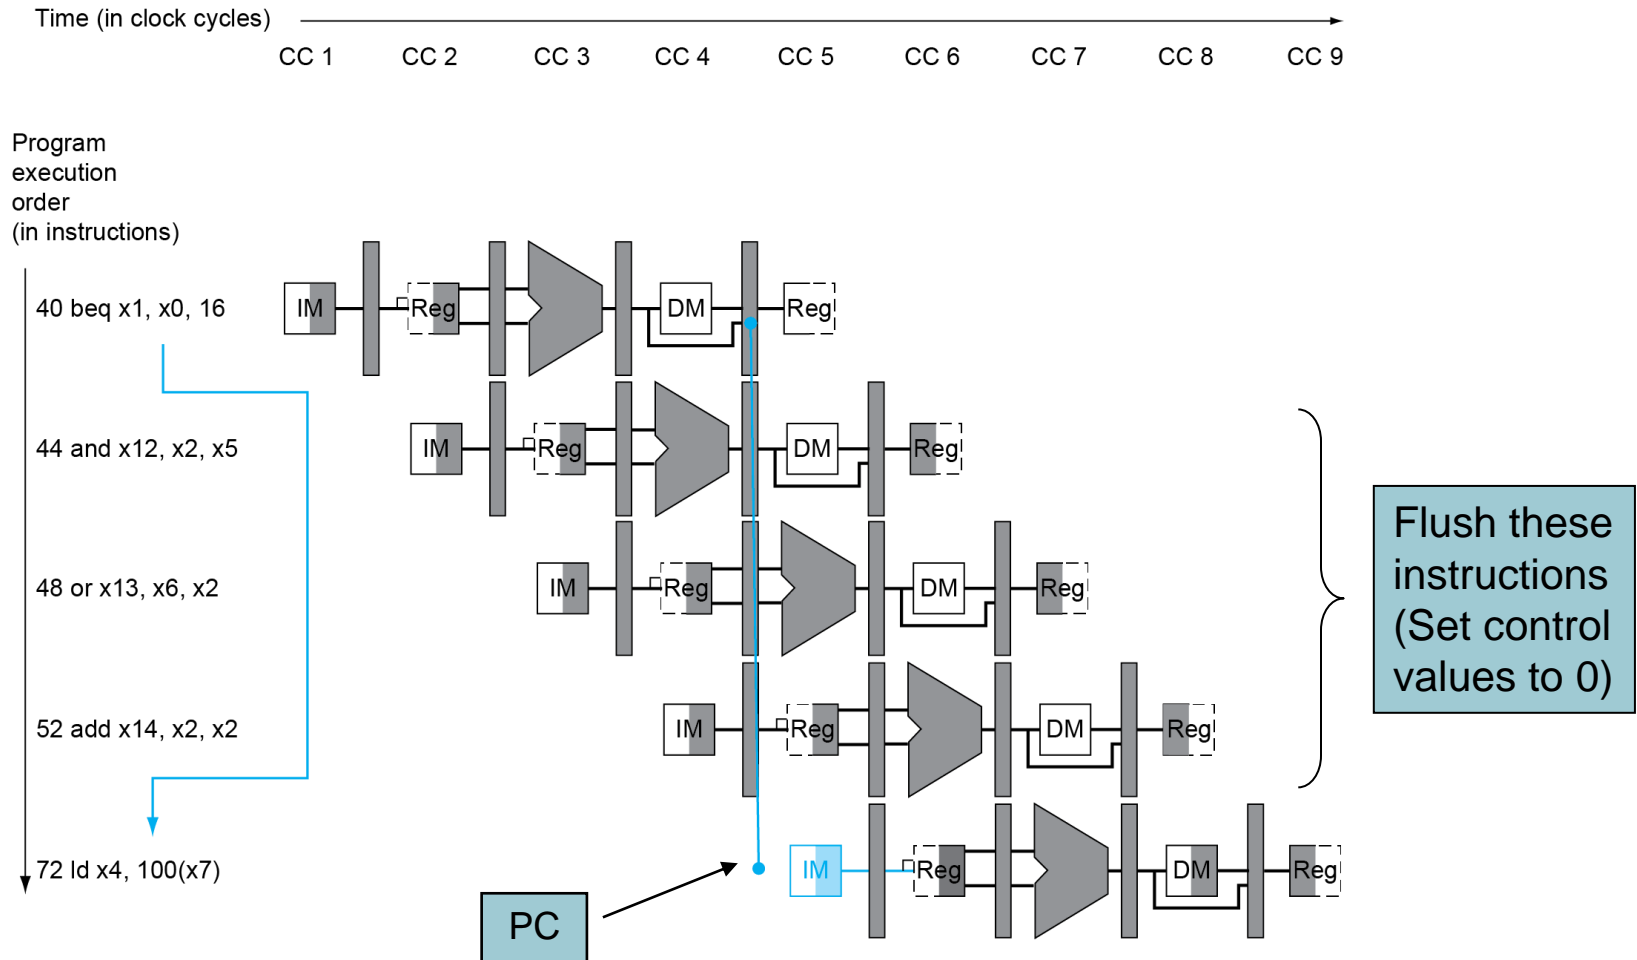 Time (in clock cycles)
CC 1 CC 2 CC 3 CC 4 CC 5 CC 6 CC 7 CC 8 CC 9
Program
execution
order
(in instructions)
40 beq x1, x0, 16
IM Reg DM Reg
44 and x12, x2, x5
IM Reg DM Reg
48 or x13, x6, x2
IM Reg DM Reg
52 add x14, x2, x2
IM Reg DM Reg
72 ld x4, 100(x7)
IM Reg DM Reg
Flush these
instructions
(Set control
values to 0)
PC